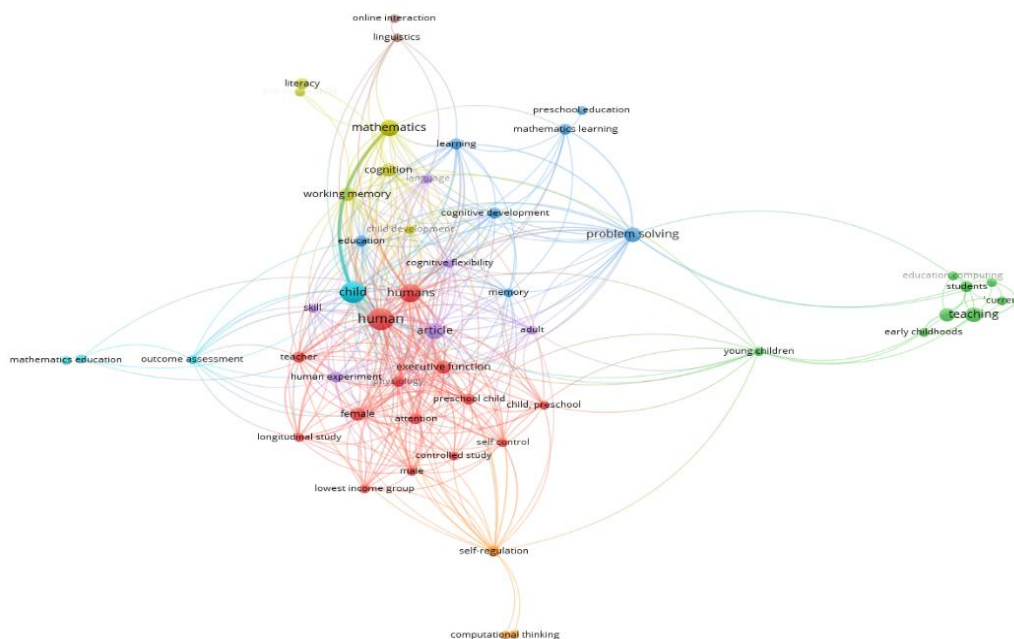 online interaction
linguistics
literacy
preschool education
mathematics
mathematics learning
learning
cognition
language
working memory
cognitive development
child development
problem solving
education
cognitive flexibility
education computing
students
child
humans
memory
'curren
skill
human
article
adult
teaching
early childhoods
young children
mathematics education
outcome assessment
teacher
executive function
human experiment
physiology
preschool child
child, preschool
female
attention
longitudinal study
self control
controlled study
male
lowest income group
self-regulation
computational thinking